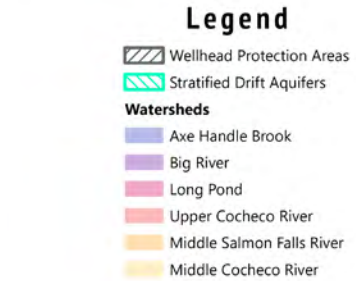 Legend
Wellhead Protection Areas
Stratified Drift Aquifers
Watersheds
Axe Handle Brook
Big River
Long Pond
Upper Cocheco River
Middle Salmon Falls River
Middle Cocheco River